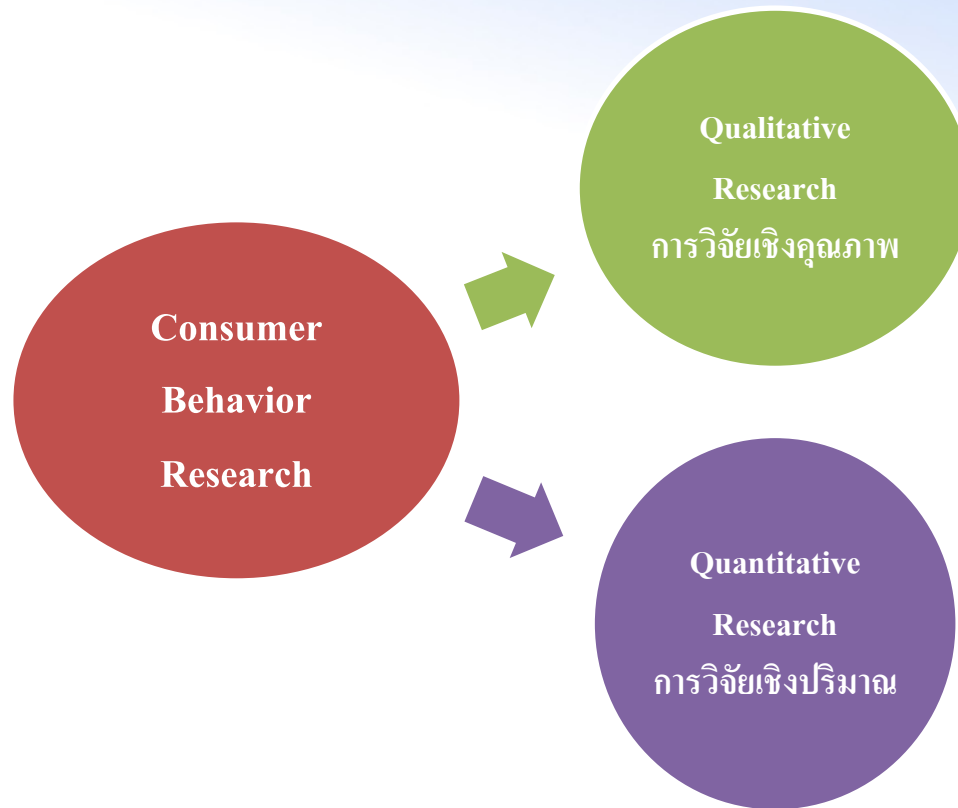 Consumer
Behavior
Research
Qualitative
Research
การวิจัยเชิงคุณภาพ
Quantitative
Research
การวิจัยเชิงปริมาณ